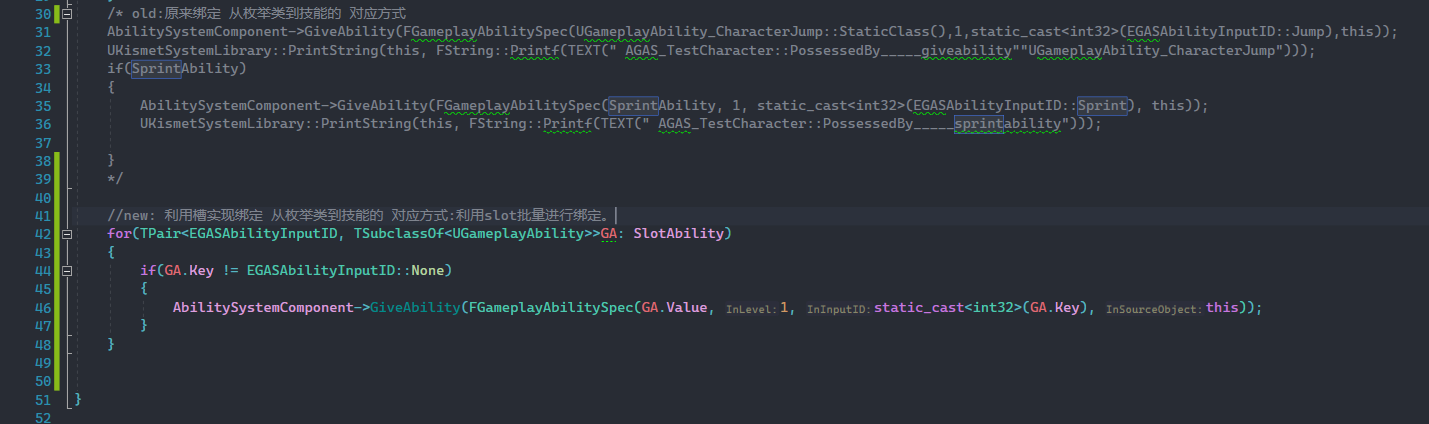 30 /* old:原来绑定 从枚举类到技能的 对应方式
31 AbilitySystemComponent->GiveAbility(FGameplayAbilitySpec(UGameplayAbility_CharacterJump::StaticClass(),1,static_cast<int32>(EGASAbilityInputID::Jump),this));
32 UKismetSystemLibrary::PrintString(this, FString::Printf(TEXT(" AGAS_TestCharacter::PossessedBy_____giveability""UGameplayAbility_CharacterJump")));
33 if(SprintAbility)
34 {
35 AbilitySystemComponent->GiveAbility(FGameplayAbilitySpec(SprintAbility, 1, static_cast<int32>(EGASAbilityInputID::Sprint), this));
36 UKismetSystemLibrary::PrintString(this, FString::Printf(TEXT(" AGAS_TestCharacter::PossessedBy_____sprintability")));
37
38 }
39 */
40
41 //new: 利用槽实现绑定 从枚举类到技能的 对应方式:利用slot批量进行绑定。
42 for(TPair<EGASAbilityInputID, TSubclassOf<UGameplayAbility>>GA: SlotAbility)
43 {
44 if(GA.Key != EGASAbilityInputID::None)
45 {
46 AbilitySystemComponent->GiveAbility(FGameplayAbilitySpec(GA.Value, InLevel:1, InInputID:static_cast<int32>(GA.Key), InSourceObject:this));
47 }
48 }
49
50
51 }
52